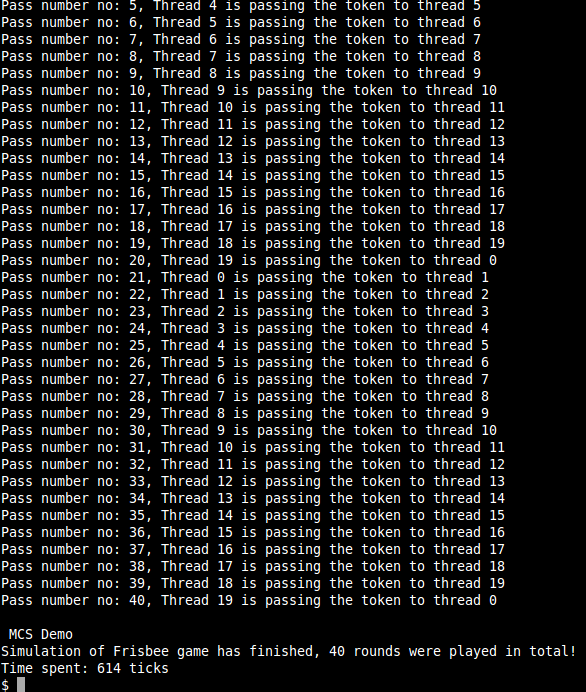 Pass number no: 5, Thread 4 is passing the token to thread 5
Pass number no: 6, Thread 5 is passing the token to thread 6
Pass number no: 7, Thread 6 is passing the token to thread 7
Pass number no: 8, Thread 7 is passing the token to thread 8
Pass number no: 9, Thread 8 is passing the token to thread 9
Pass number no: 10, Thread 9 is passing the token to thread 10
Pass number no: 11, Thread 10 is passing the token to thread 11
Pass number no: 12, Thread 11 is passing the token to thread 12
Pass number no: 13, Thread 12 is passing the token to thread 13
Pass number no: 14, Thread 13 is passing the token to thread 14
Pass number no: 15, Thread 14 is passing the token to thread 15
Pass number no: 16, Thread 15 is passing the token to thread 16
Pass number no: 17, Thread 16 is passing the token to thread 17
Pass number no: 18, Thread 17 is passing the token to thread 18
Pass number no: 19, Thread 18 is passing the token to thread 19
Pass number no: 20, Thread 19 is passing the token to thread 0
Pass number no: 21, Thread 0 is passing the token to thread 1
Pass number no: 22, Thread 1 is passing the token to thread 2
Pass number no: 23, Thread 2 is passing the token to thread 3
Pass number no: 24, Thread 3 is passing the token to thread 4
Pass number no: 25, Thread 4 is passing the token to thread 5
Pass number no: 26, Thread 5 is passing the token to thread 6
Pass number no: 27, Thread 6 is passing the token to thread 7
Pass number no: 28, Thread 7 is passing the token to thread 8
Pass number no: 29, Thread 8 is passing the token to thread 9
Pass number no: 30, Thread 9 is passing the token to thread 10
Pass number no: 31, Thread 10 is passing the token to thread 11
Pass number no: 32, Thread 11 is passing the token to thread 12
Pass number no: 33, Thread 12 is passing the token to thread 13
Pass number no: 34, Thread 13 is passing the token to thread 14
Pass number no: 35, Thread 14 is passing the token to thread 15
Pass number no: 36, Thread 15 is passing the token to thread 16
Pass number no: 37, Thread 16 is passing the token to thread 17
Pass number no: 38, Thread 17 is passing the token to thread 18
Pass number no: 39, Thread 18 is passing the token to thread 19
Pass number no: 40, Thread 19 is passing the token to thread 0
MCS Demo
Simulation of Frisbee game has finished, 40 rounds were played in total!
Time spent: 614 ticks
$